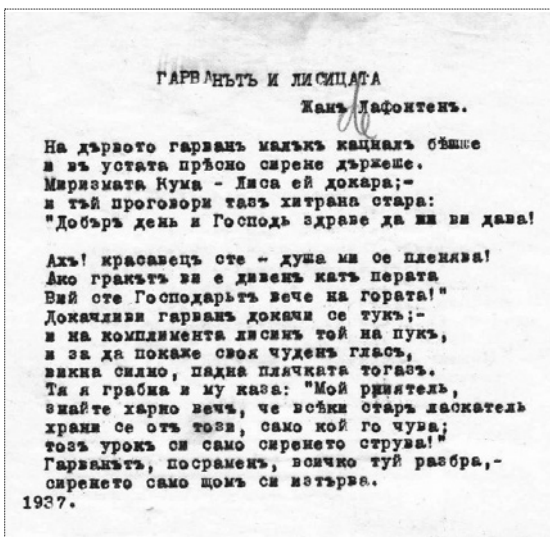 ГАРВАНЪТЪ И ЛИСИЦАТА
Жанъ Лафонтенъ.
На дървото гарванъ малъкъ кацналъ бѣше
и въ устата прѣсно сирене държеше.
Миризмата Кума - Лиса ей докара;-
и тъй проговори тазъ хитрана стара:
"Добъръ день и Господь здраве да ми ви дава!
Ахъ! красавецъ сте - душа ми се пленява!
Ако гракътъ ви е дивенъ катъ перата
Вий сте Господарьтъ вече на гората!"
Докачливи гарванъ докачи се тукъ;-
и на комплимента лисинъ той на пукъ,
и за да покаже своя чуденъ гласъ,
викна силно, падна плячката тогазъ.
Тя я грабна и му каза: "Мой рриятель,
знайте харно вечъ, че всѣки старъ ласкатель
храни се отъ този, само кой го чува;
тозъ урокъ си само сиренето струва!"
Гарванътъ, посраменъ, всичко туй разбра,-
сиренето само щомъ си изтърва.
1937.